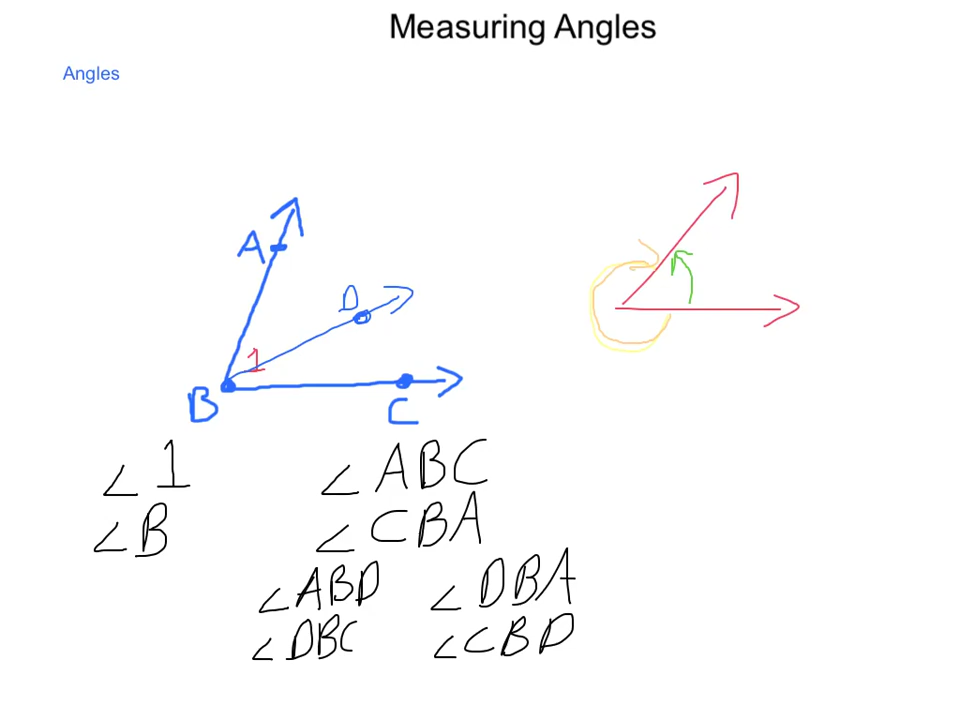 Measuring Angles
Angles
A
D
1
B
C
∠1
∠ABC
∠B
∠CBA
∠ABD
∠DBA
∠DBC
∠CBD